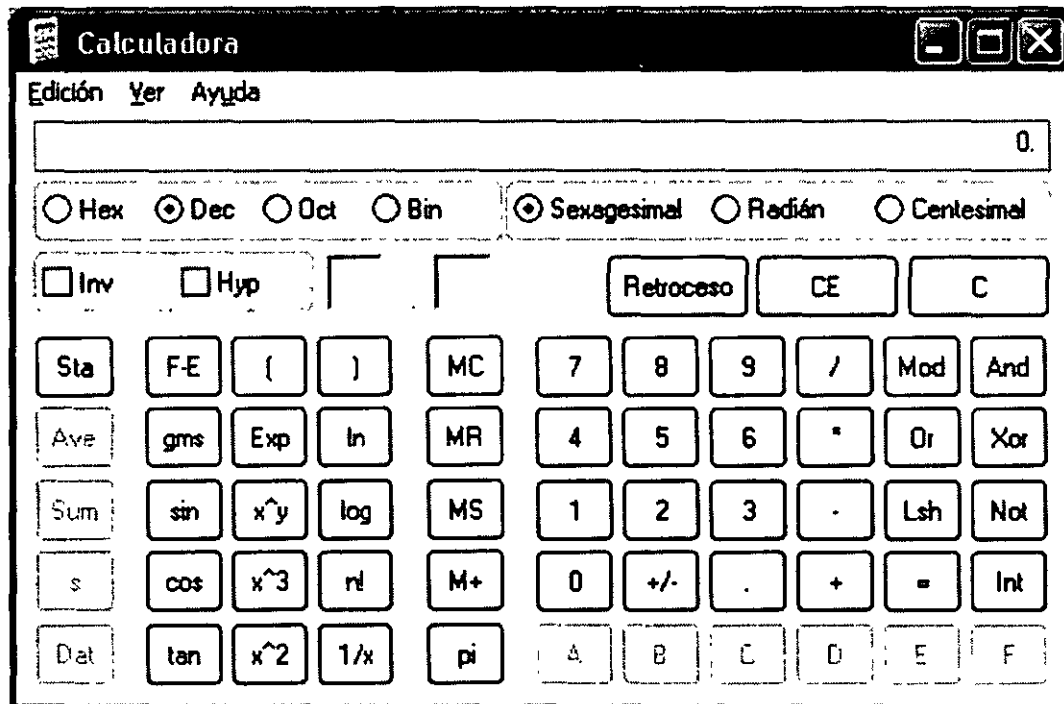 Calculadora
Edición Ver Ayuda
0.
Hex Dec Oct Bin Sexagesimal Radián Centesimal
Inv Hyp Retroceso CE C
Sta F-E ( ) MC 7 8 9 / Mod And
Ave gms Exp ln MR 4 5 6 * Or Xor
Sum sin x^y log MS 1 2 3 - Lsh Not
s cos x^3 n! M+ 0 +/- . + = Int
Dat tan x^2 1/x pi A B C D E F